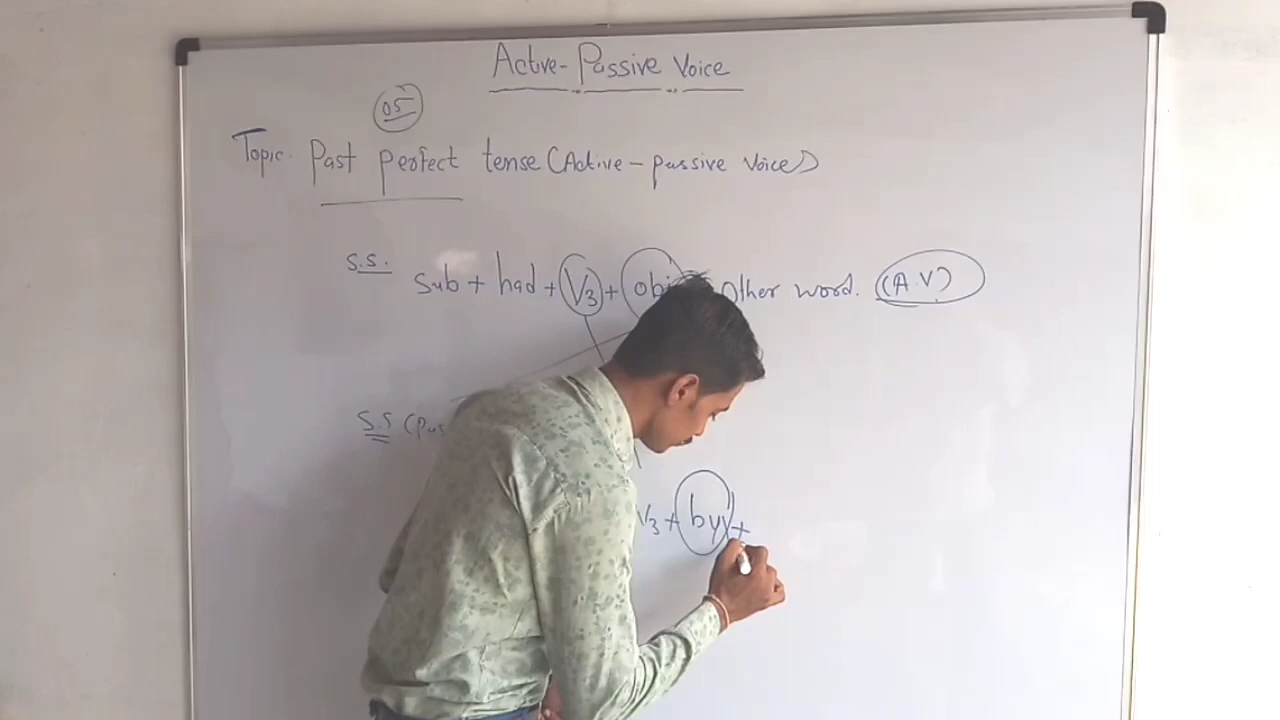 Active-Passive Voice
05
Topic. Past perfect tense (Active - passive voice)
S.S. Sub + had + V3 + obj Other word. (A.V)
S.S (Pas
V3 + by +